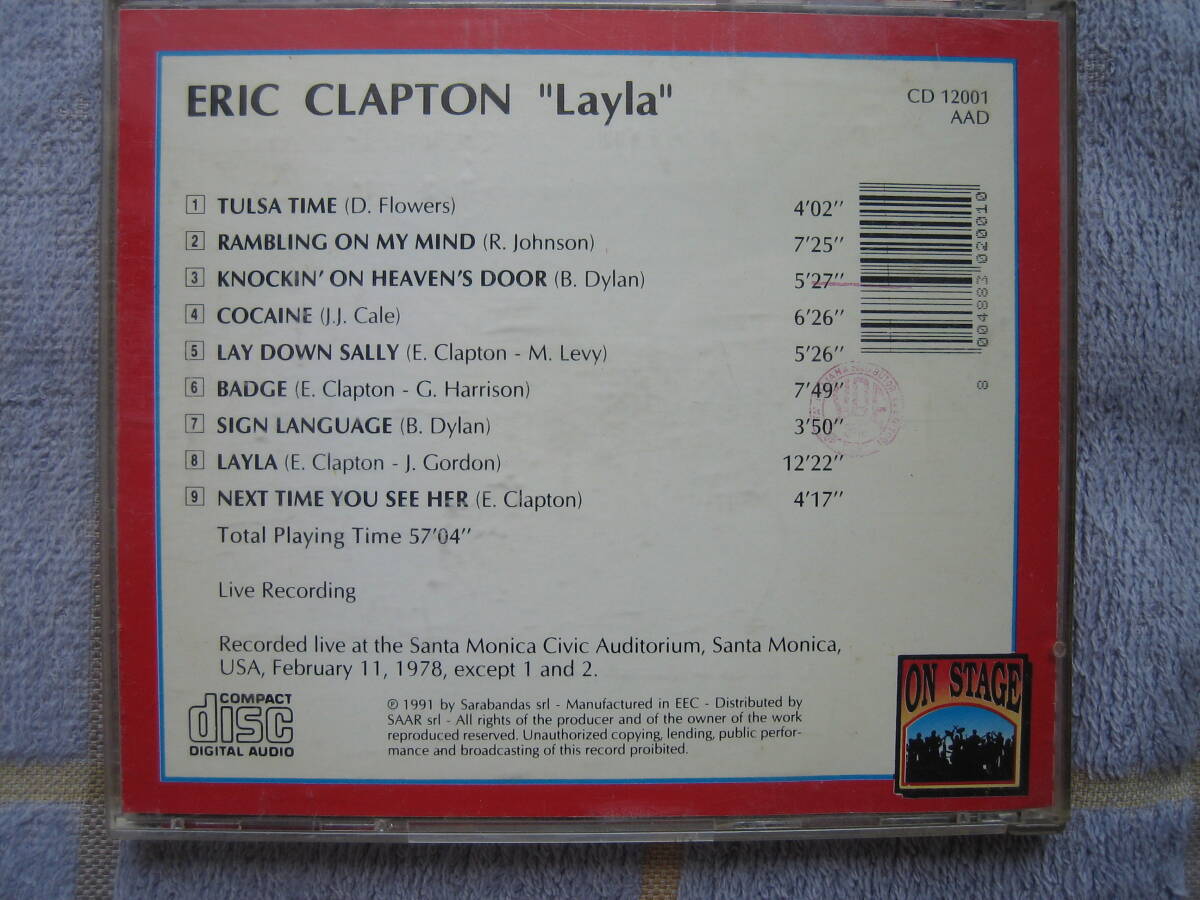 ERIC CLAPTON "Layla"
CD 12001
AAD
1 TULSA TIME (D. Flowers) 4'02''
2 RAMBLING ON MY MIND (R. Johnson) 7'25''
3 KNOCKIN' ON HEAVEN'S DOOR (B. Dylan) 5'27''
4 COCAINE (J.J. Cale) 6'26''
5 LAY DOWN SALLY (E. Clapton - M. Levy) 5'26''
6 BADGE (E. Clapton - G. Harrison) 7'49''
7 SIGN LANGUAGE (B. Dylan) 3'50''
8 LAYLA (E. Clapton - J. Gordon) 12'22''
9 NEXT TIME YOU SEE HER (E. Clapton) 4'17''
Total Playing Time 57'04''
8 004883 020010
Live Recording
Recorded live at the Santa Monica Civic Auditorium, Santa Monica,
USA, February 11, 1978, except 1 and 2.
COMPACT
disc
DIGITAL AUDIO
℗ 1991 by Sarabandas srl - Manufactured in EEC - Distributed by
SAAR srl - All rights of the producer and of the owner of the work
reproduced reserved. Unauthorized copying, lending, public perfor-
mance and broadcasting of this record proibited.
ON STAGE